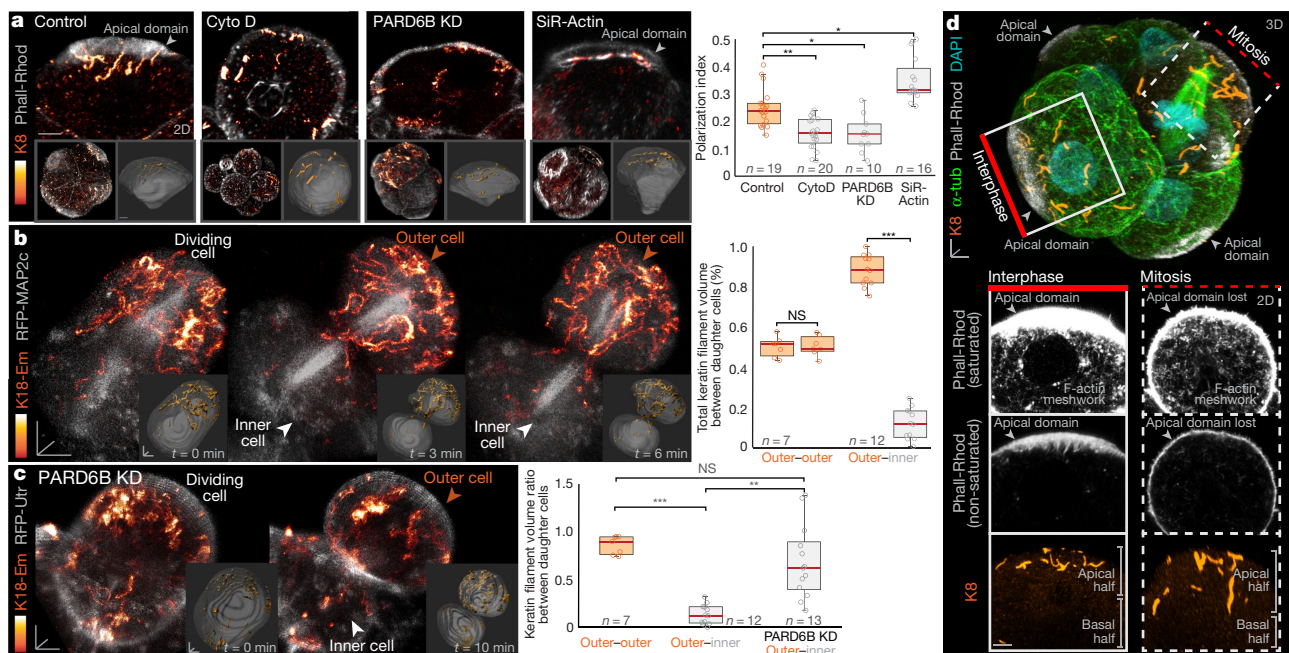 a
Control
Cyto D
PARD6B KD
SiR-Actin
Apical domain
Apical domain
K8 Phall-Rhod
2D
Polarization index
0.5
0.4
0.3
0.2
0.1
0
n = 19
n = 20
n = 10
n = 16
*
*
**
Control
CytoD
PARD6B
KD
SiR-
Actin
b
K18-Em RFP-MAP2c
Dividing
cell
Outer cell
Outer cell
Inner
cell
Inner
cell
t = 0 min
t = 3 min
t = 6 min
Total keratin filament volume
between daughter cells (%)
1.0
0.8
0.6
0.4
0.2
0
NS
***
n = 7
n = 12
Outer–outer
Outer–inner
c
PARD6B KD
K18-Em RFP-Utr
Dividing
cell
Outer cell
Inner cell
t = 0 min
t = 10 min
Keratin filament volume ratio
between daughter cells
1.5
1.0
0.5
0
NS
***
**
n = 7
n = 12
n = 13
Outer–outer
Outer–inner
PARD6B KD
Outer–inner
d
K8 α-tub Phall-Rhod DAPI
3D
Apical
domain
Mitosis
Interphase
Apical domain
Apical
domain
Interphase
Mitosis
Phall-Rhod
(saturated)
Apical domain
F-actin
meshwork
Apical domain lost
2D
F-actin
meshwork
Phall-Rhod
(non-saturated)
Apical domain
Apical domain lost
K8
Apical
half
Basal
half
Apical
half
Basal
half